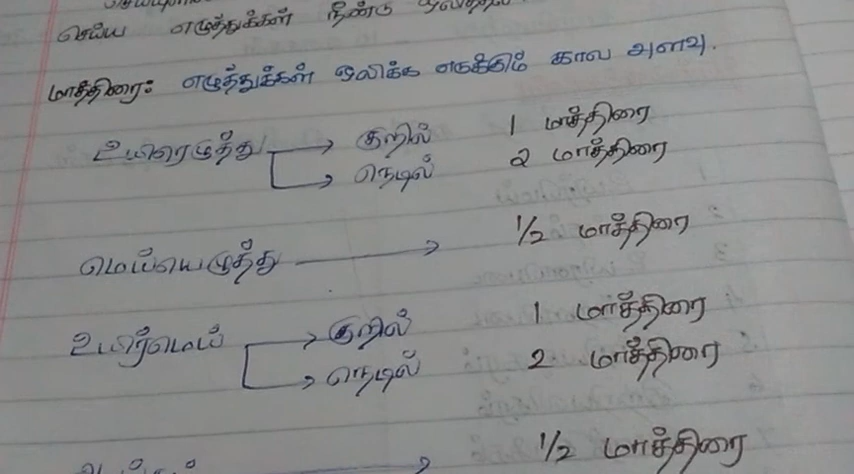 செய்ய எழுத்துக்கள் நீண்டு
மாத்திரை: எழுத்துக்கள் ஒலிக்க எடுக்கும் கால அளவு.
உயிரெழுத்து → குறில் 1 மாத்திரை
→ நெடில் 2 மாத்திரை
மெய்யெழுத்து → 1/2 மாத்திரை
உயிர்மெய் → குறில் 1 மாத்திரை
→ நெடில் 2 மாத்திரை
→ 1/2 மாத்திரை